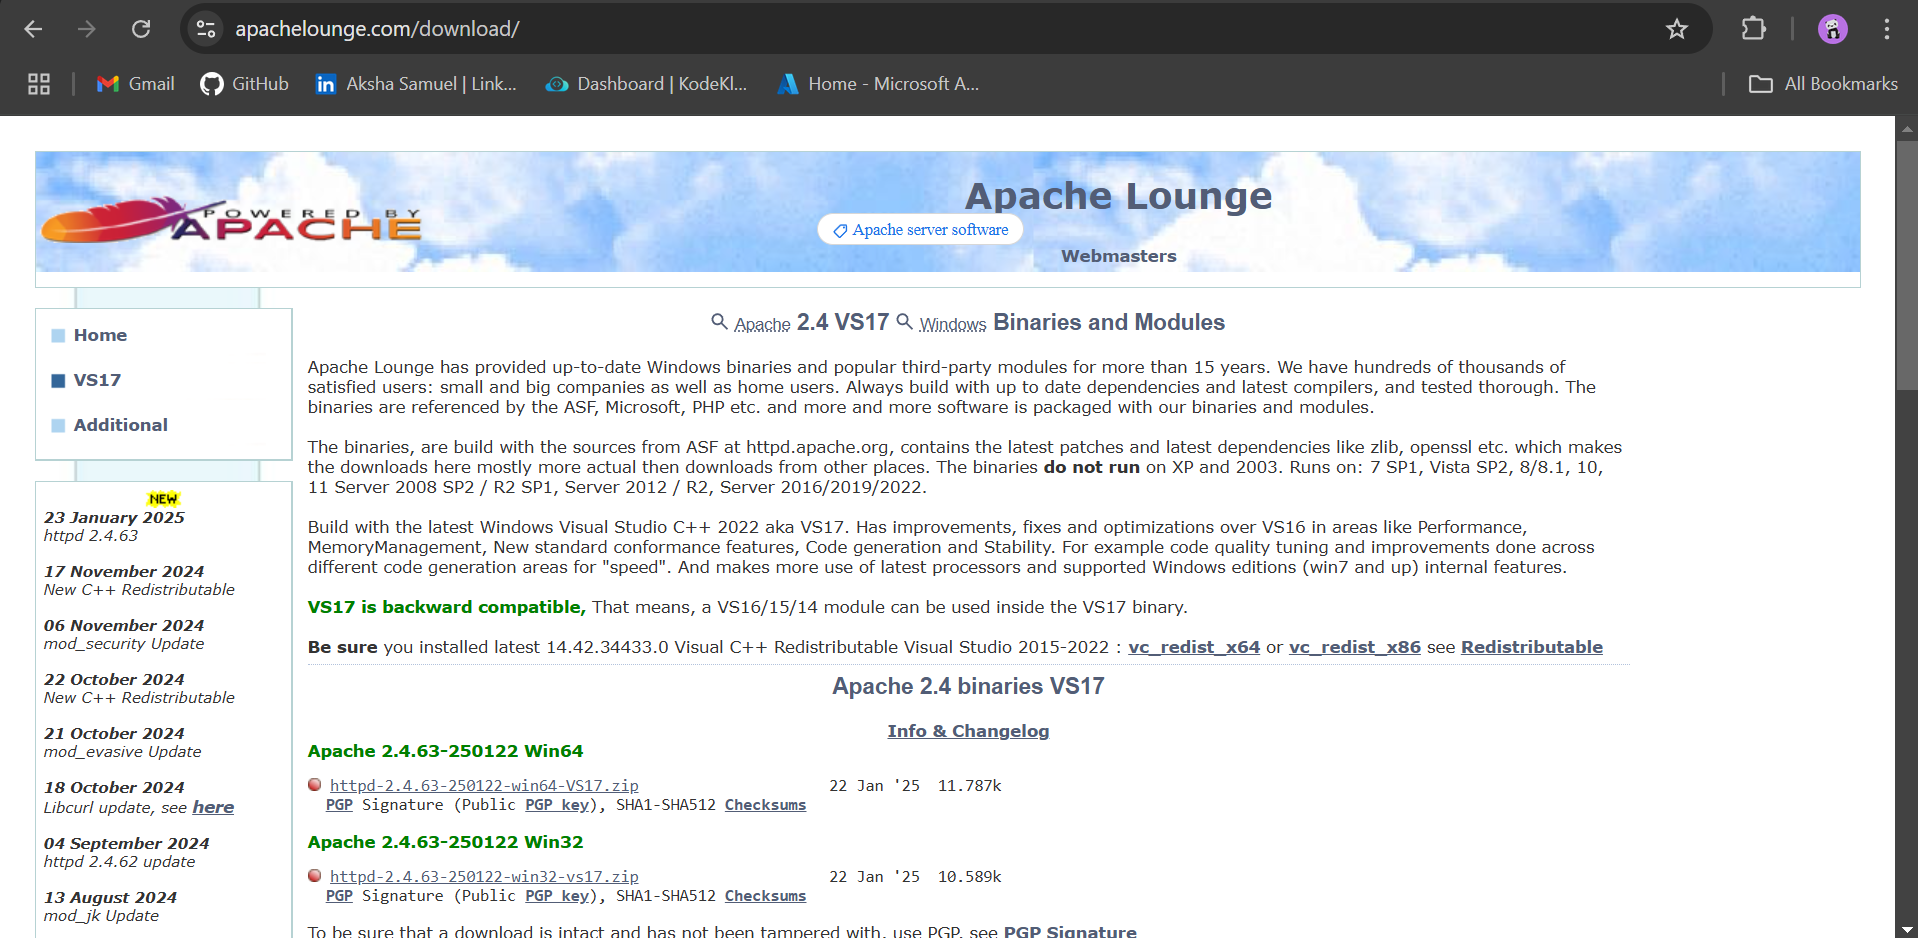 apachelounge.com/download/
Gmail
GitHub
Aksha Samuel | Link...
Dashboard | KodeKl...
Home - Microsoft A...
All Bookmarks
POWERED BY
APACHE
Apache Lounge
Apache server software
Webmasters
Home
VS17
Additional
NEW
23 January 2025
httpd 2.4.63
17 November 2024
New C++ Redistributable
06 November 2024
mod_security Update
22 October 2024
New C++ Redistributable
21 October 2024
mod_evasive Update
18 October 2024
Libcurl update, see here
04 September 2024
httpd 2.4.62 update
13 August 2024
mod_jk Update
Apache 2.4 VS17 Windows Binaries and Modules
Apache Lounge has provided up-to-date Windows binaries and popular third-party modules for more than 15 years. We have hundreds of thousands of
satisfied users: small and big companies as well as home users. Always build with up to date dependencies and latest compilers, and tested thorough. The
binaries are referenced by the ASF, Microsoft, PHP etc. and more and more software is packaged with our binaries and modules.
The binaries, are build with the sources from ASF at httpd.apache.org, contains the latest patches and latest dependencies like zlib, openssl etc. which makes
the downloads here mostly more actual then downloads from other places. The binaries do not run on XP and 2003. Runs on: 7 SP1, Vista SP2, 8/8.1, 10,
11 Server 2008 SP2 / R2 SP1, Server 2012 / R2, Server 2016/2019/2022.
Build with the latest Windows Visual Studio C++ 2022 aka VS17. Has improvements, fixes and optimizations over VS16 in areas like Performance,
MemoryManagement, New standard conformance features, Code generation and Stability. For example code quality tuning and improvements done across
different code generation areas for "speed". And makes more use of latest processors and supported Windows editions (win7 and up) internal features.
VS17 is backward compatible, That means, a VS16/15/14 module can be used inside the VS17 binary.
Be sure you installed latest 14.42.34433.0 Visual C++ Redistributable Visual Studio 2015-2022 : vc_redist_x64 or vc_redist_x86 see Redistributable
Apache 2.4 binaries VS17
Info & Changelog
Apache 2.4.63-250122 Win64
httpd-2.4.63-250122-win64-VS17.zip 22 Jan '25 11.787k
PGP Signature (Public PGP key), SHA1-SHA512 Checksums
Apache 2.4.63-250122 Win32
httpd-2.4.63-250122-win32-vs17.zip 22 Jan '25 10.589k
PGP Signature (Public PGP key), SHA1-SHA512 Checksums
To be sure that a download is intact and has not been tampered with, use PGP, see PGP Signature